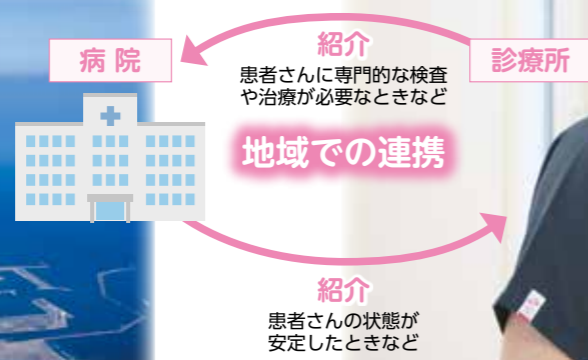 病院
紹介
診療所
患者さんに専門的な検査
や治療が必要なときなど
地域での連携
紹介
患者さんの状態が
安定したときなど